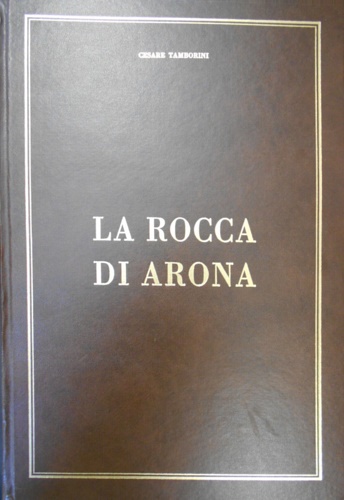 CESARE TAMBORINI
LA ROCCA
DI ARONA